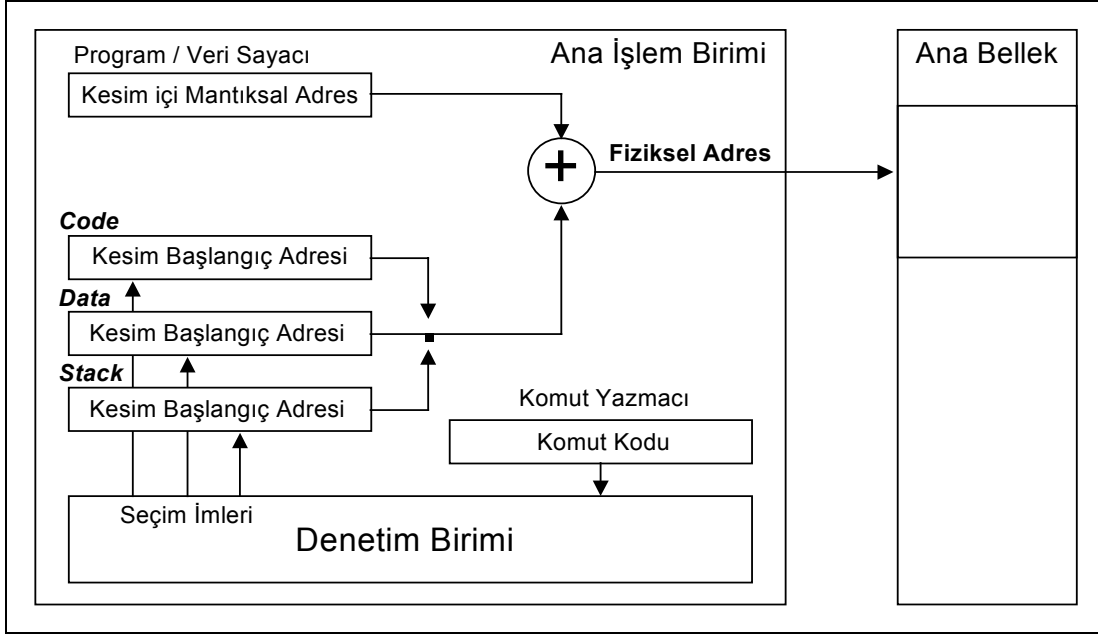 Program / Veri Sayacı
Ana İşlem Birimi
Ana Bellek
Kesim içi Mantıksal Adres
+
Fiziksel Adres
Code
Kesim Başlangıç Adresi
Data
Kesim Başlangıç Adresi
Stack
Kesim Başlangıç Adresi
Komut Yazmacı
Komut Kodu
Seçim İmleri
Denetim Birimi